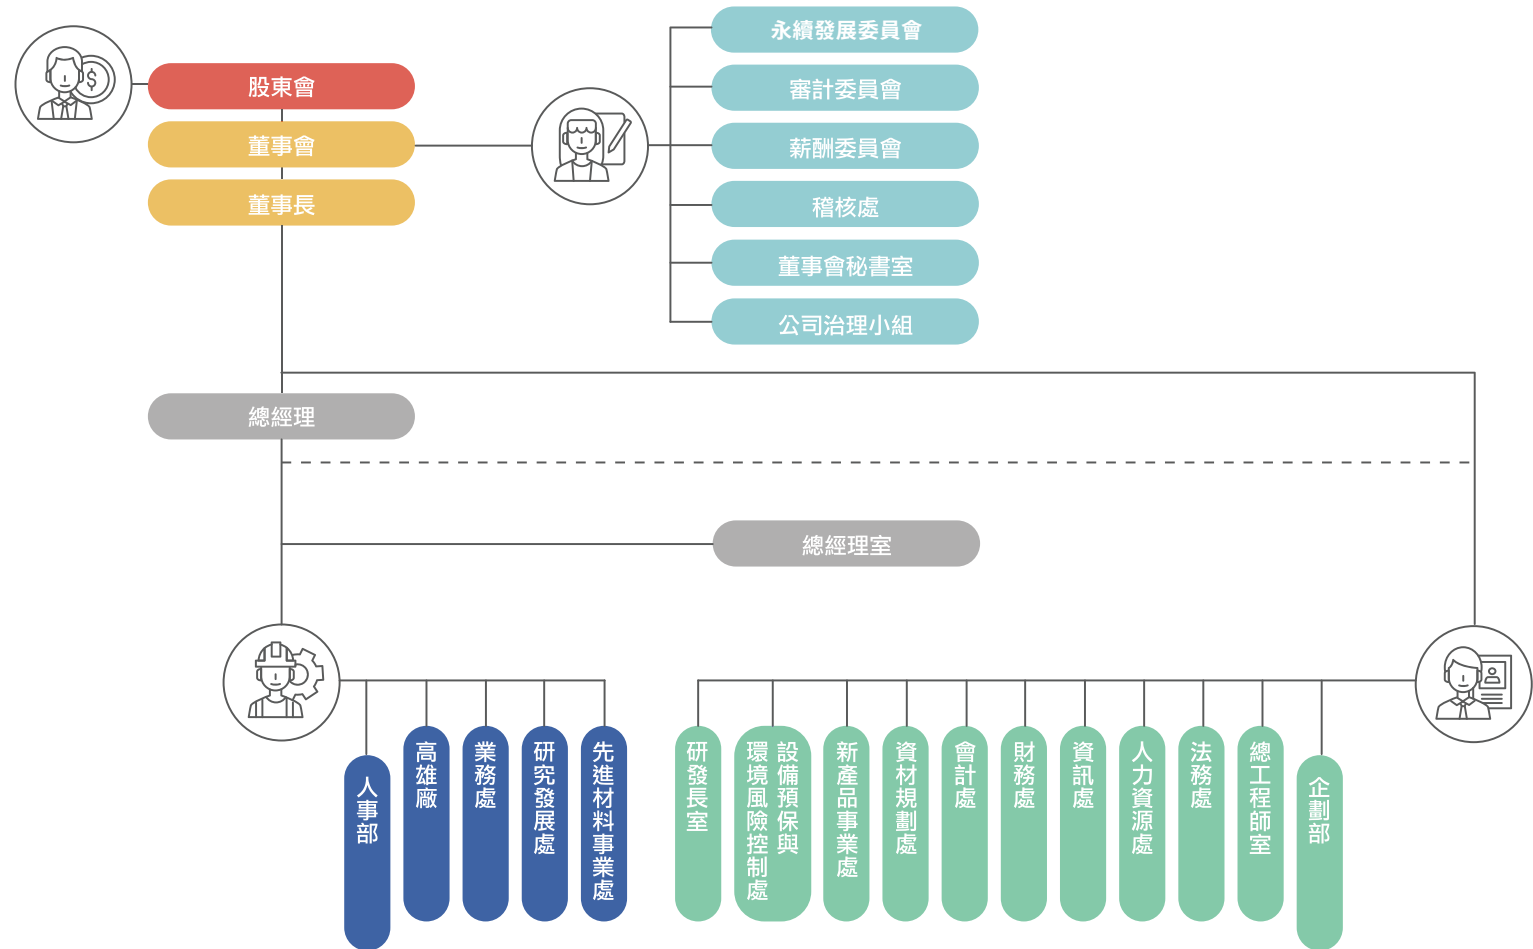 永續發展委員會
股東會
審計委員會
董事會
薪酬委員會
董事長
稽核處
董事會秘書室
公司治理小組
總經理
總經理室
人事部
高雄廠
業務處
研究發展處
先進材料事業處
研發長室
設備預保與
環境風險控制處
新產品事業處
資材規劃處
會計處
財務處
資訊處
人力資源處
法務處
總工程師室
企劃部